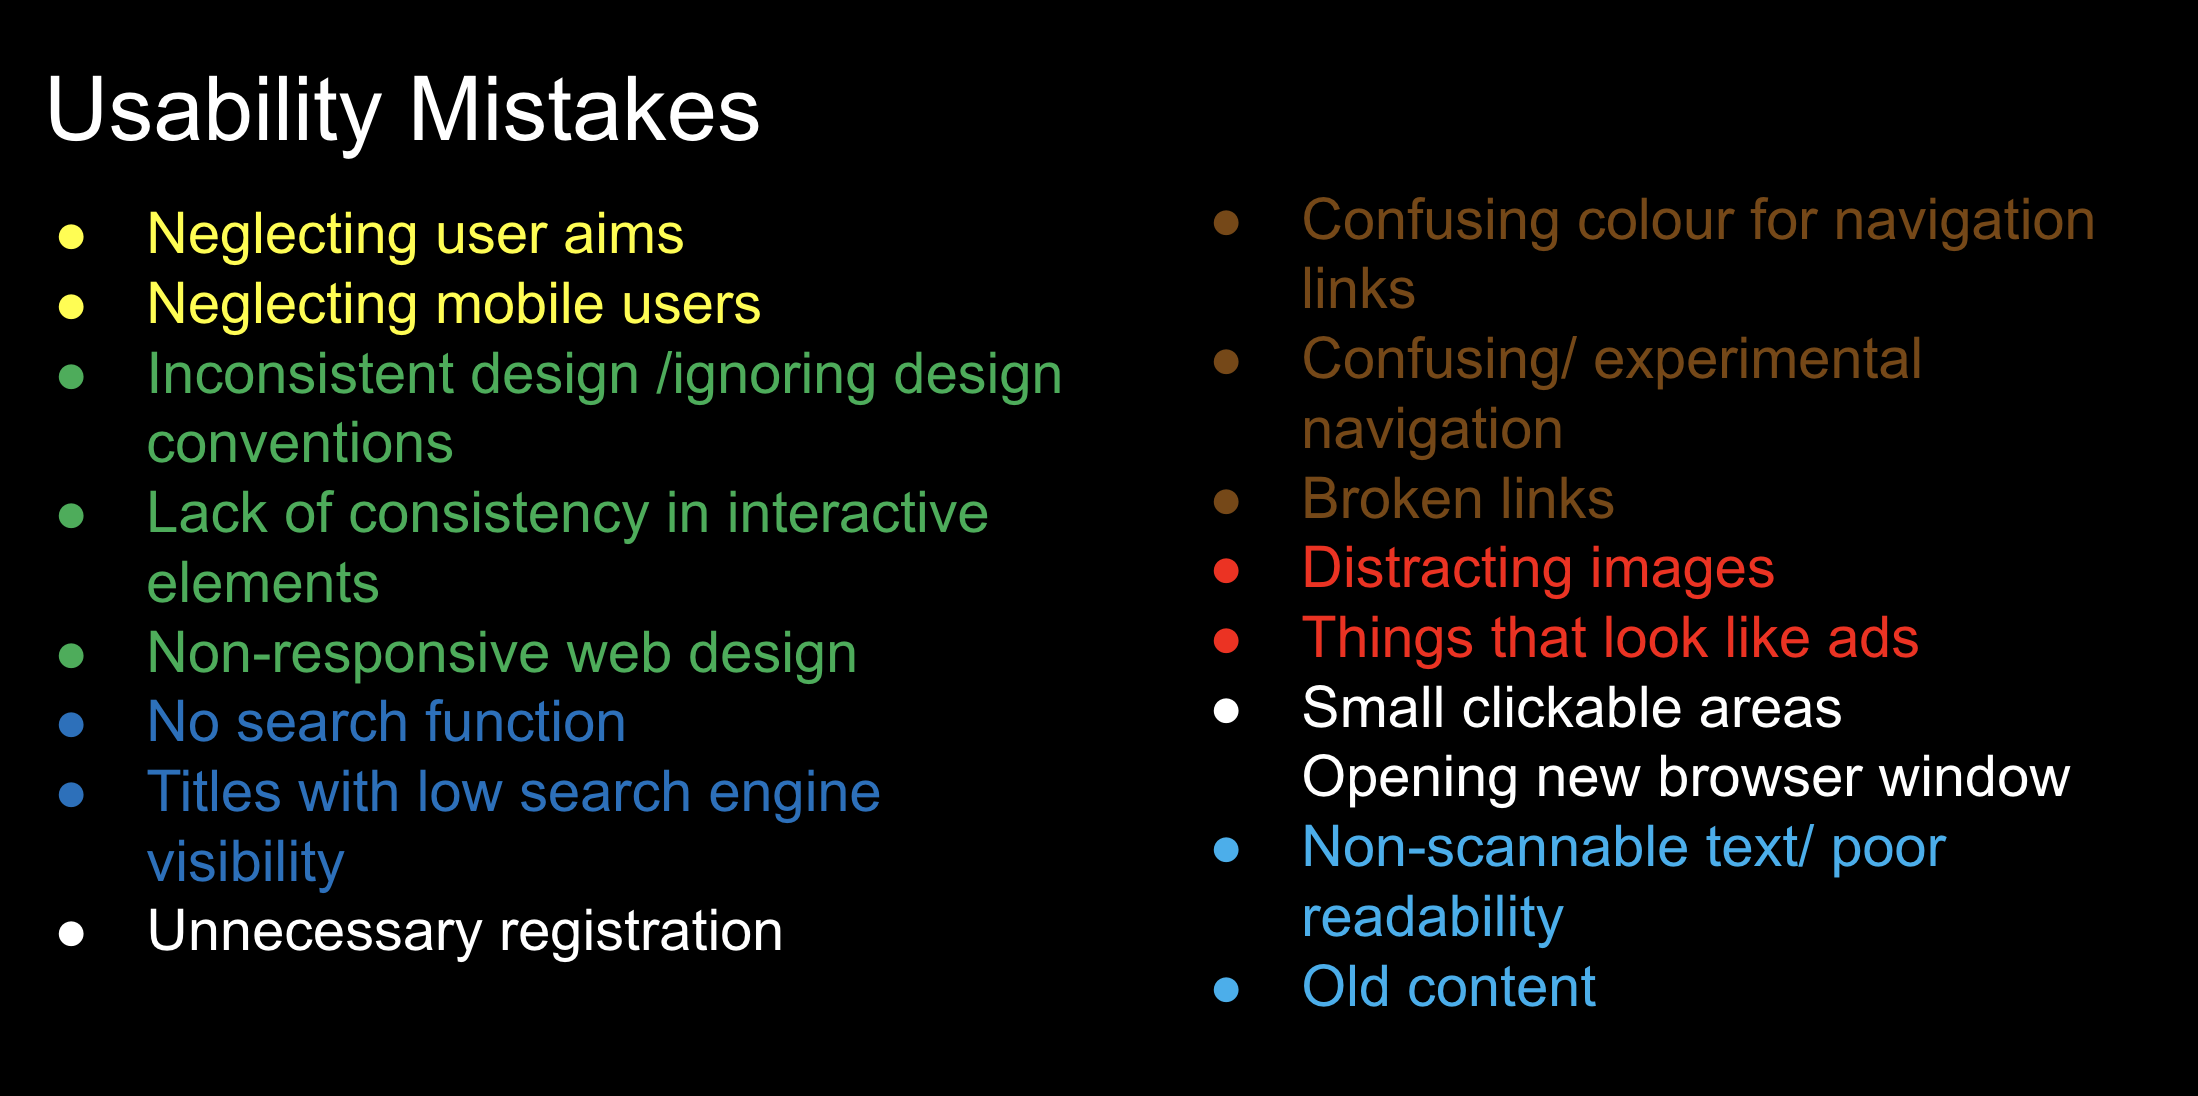 Usability Mistakes
● Neglecting user aims
● Neglecting mobile users
● Inconsistent design /ignoring design
conventions
● Lack of consistency in interactive
elements
● Non-responsive web design
● No search function
● Titles with low search engine
visibility
● Unnecessary registration
● Confusing colour for navigation
links
● Confusing/ experimental
navigation
● Broken links
● Distracting images
● Things that look like ads
● Small clickable areas
Opening new browser window
● Non-scannable text/ poor
readability
● Old content